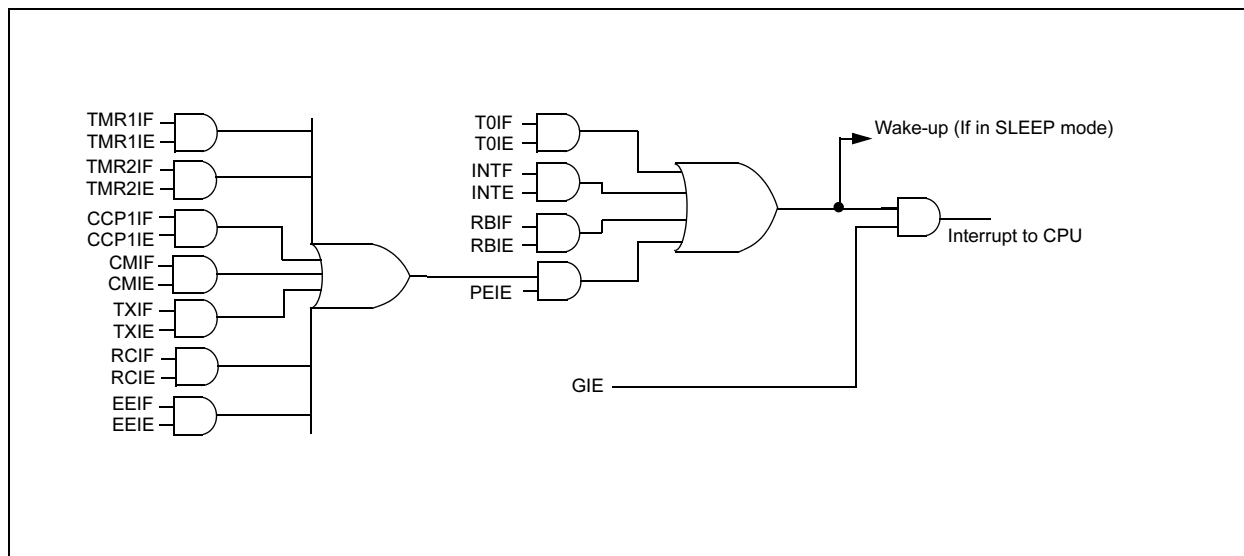 TMR1IF
TMR1IE
TMR2IF
TMR2IE
CCP1IF
CCP1IE
CMIF
CMIE
TXIF
TXIE
RCIF
RCIE
EEIF
EEIE
T0IF
T0IE
INTF
INTE
RBIF
RBIE
PEIE
GIE
Wake-up (If in SLEEP mode)
Interrupt to CPU